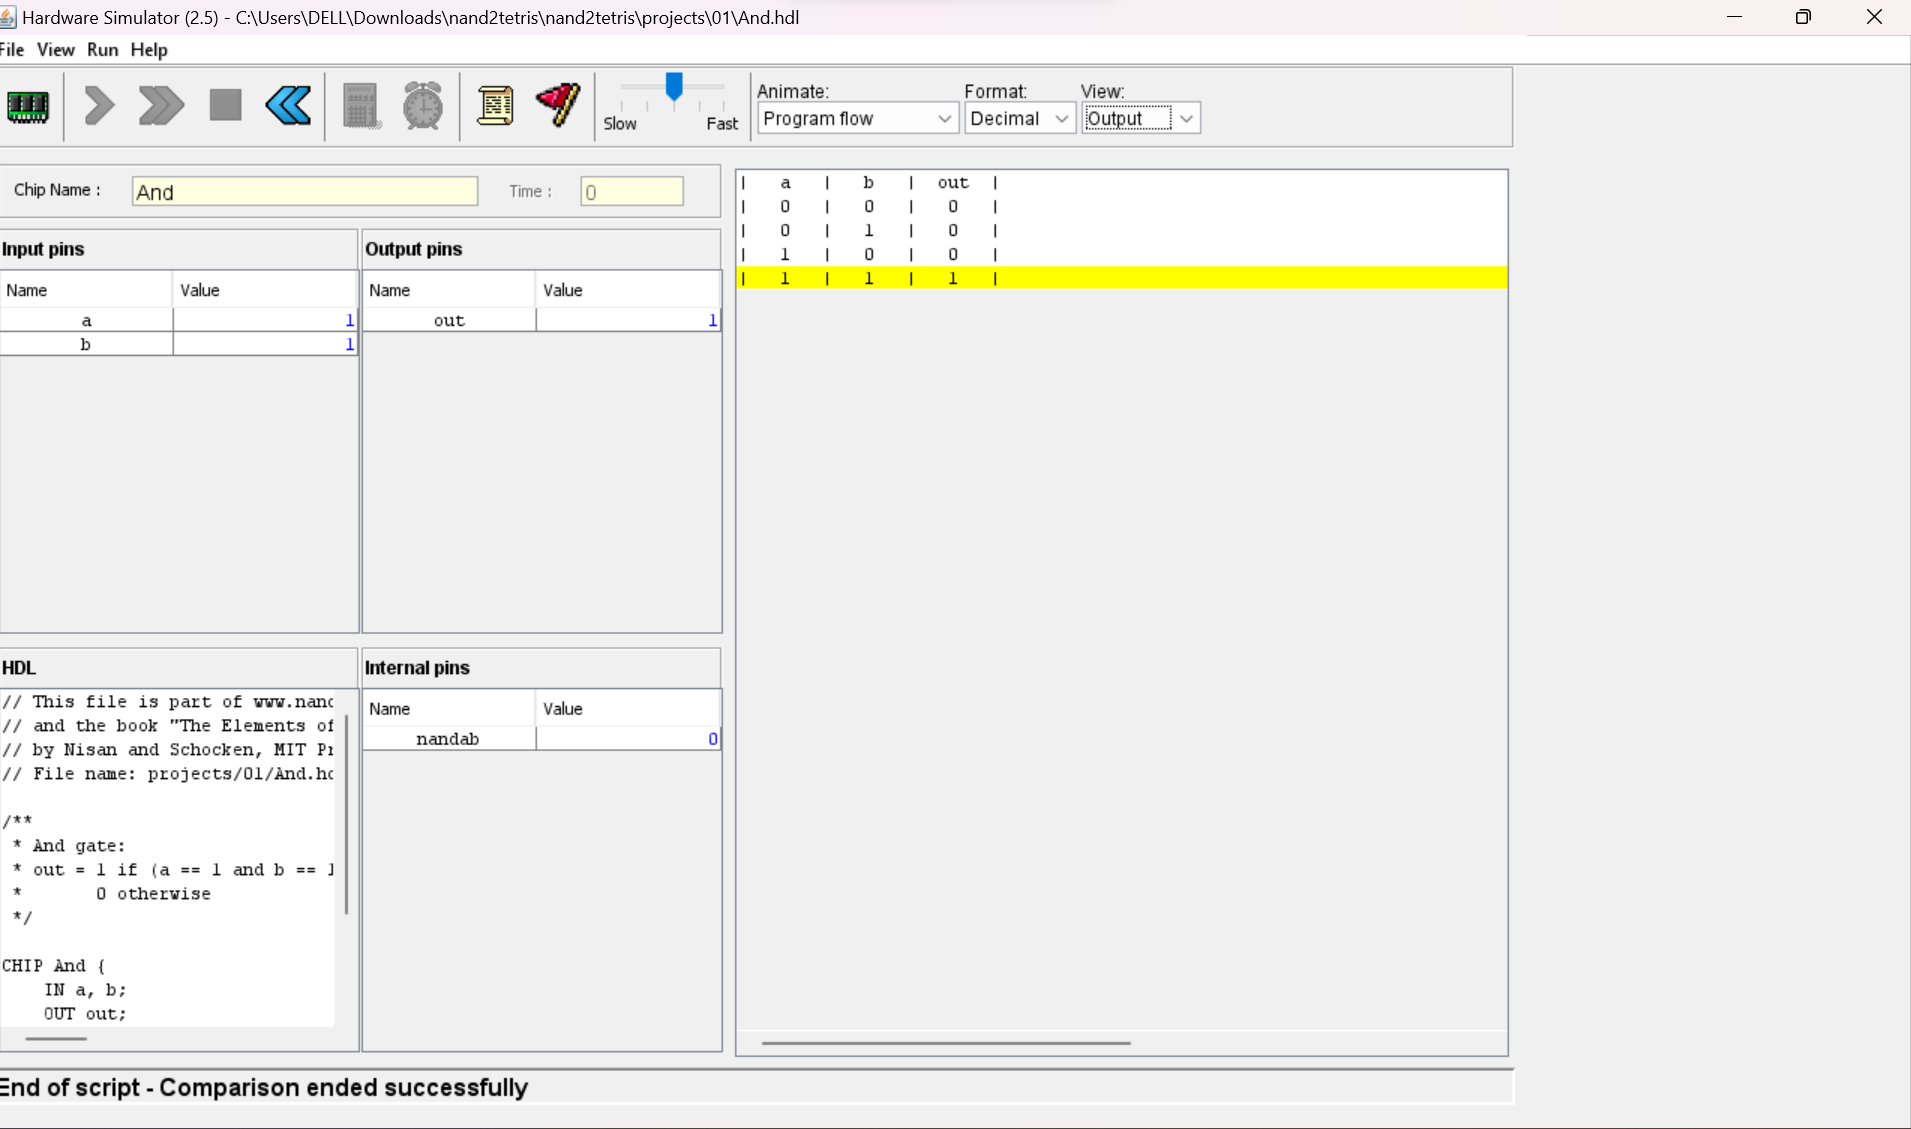 Hardware Simulator (2.5) - C:\Users\DELL\Downloads\nand2tetris\nand2tetris\projects\01\And.hdl
File View Run Help
Slow Fast
Animate: Format: View:
Program flow Decimal Output
Chip Name : And Time : 0
| a | b | out |
| 0 | 0 | 0 |
| 0 | 1 | 0 |
| 1 | 0 | 0 |
| 1 | 1 | 1 |
Input pins
Name Value
a 1
b 1
Output pins
Name Value
out 1
HDL
// This file is part of www.nand
// and the book "The Elements of
// by Nisan and Schocken, MIT Pr
// File name: projects/01/And.hd
/**
* And gate:
* out = 1 if (a == 1 and b == 1
* 0 otherwise
*/
CHIP And {
IN a, b;
OUT out;
Internal pins
Name Value
nandab 0
End of script - Comparison ended successfully